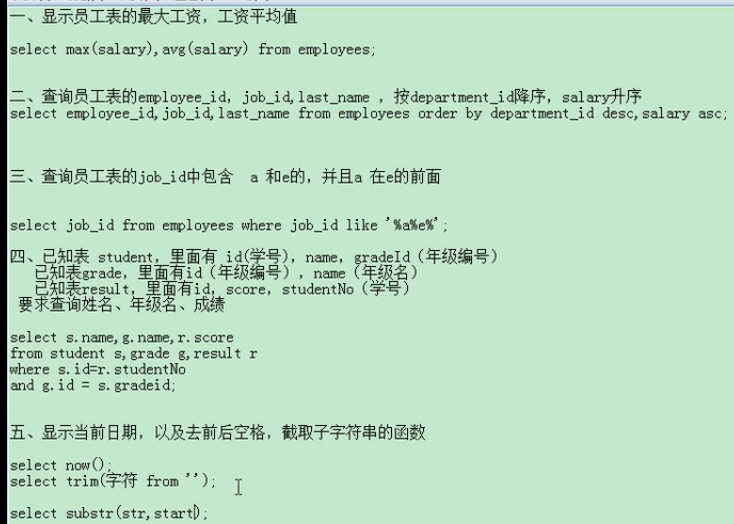 一、显示员工表的最大工资，工资平均值
select max(salary),avg(salary) from employees;
二、查询员工表的employee_id，job_id,last_name ，按department_id降序，salary升序
select employee_id,job_id,last_name from employees order by department_id desc,salary asc;
三、查询员工表的job_id中包含 a 和e的，并且a 在e的前面
select job_id from employees where job_id like '%a%e%';
四、已知表 student，里面有 id(学号)，name，gradeId（年级编号）
已知表grade，里面有id（年级编号），name（年级名）
已知表result，里面有id，score，studentNo（学号）
要求查询姓名、年级名、成绩
select s.name,g.name,r.score
from student s,grade g,result r
where s.id=r.studentNo
and g.id = s.gradeid;
五、显示当前日期，以及去前后空格，截取子字符串的函数
select now();
select trim(字符 from '');
select substr(str,start);